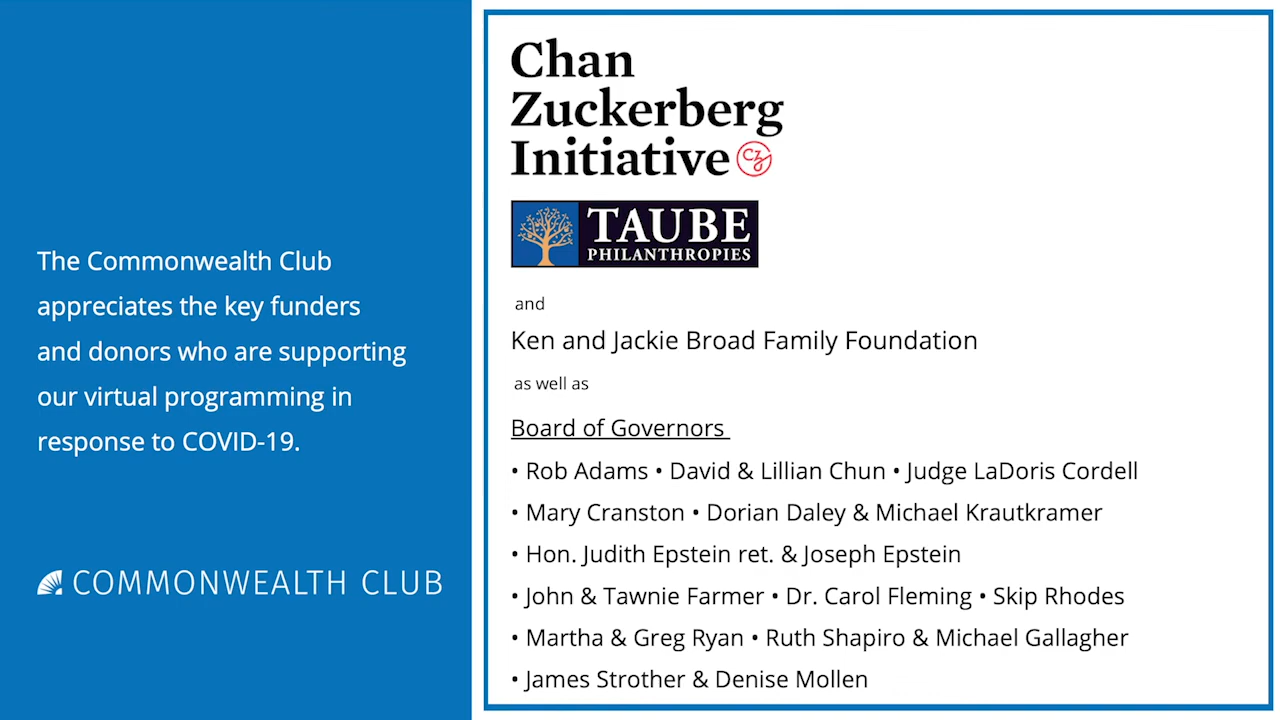 The Commonwealth Club
appreciates the key funders
and donors who are supporting
our virtual programming in
response to COVID-19.
COMMONWEALTH CLUB
Chan
Zuckerberg
Initiative
CZI
TAUBE
PHILANTHROPIES
and
Ken and Jackie Broad Family Foundation
as well as
Board of Governors
• Rob Adams • David & Lillian Chun • Judge LaDoris Cordell
• Mary Cranston • Dorian Daley & Michael Krautkramer
• Hon. Judith Epstein ret. & Joseph Epstein
• John & Tawnie Farmer • Dr. Carol Fleming • Skip Rhodes
• Martha & Greg Ryan • Ruth Shapiro & Michael Gallagher
• James Strother & Denise Mollen